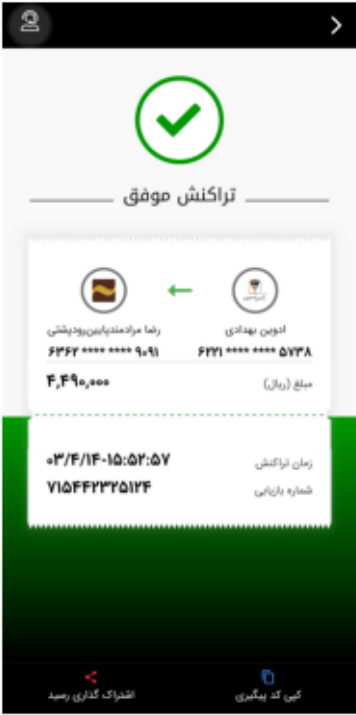 تراکنش موفق
ادوین بهدادی
رضا مرادمندپایین‌رودپشتی
۶۲۲۱ **** **** ۵۷۳۸
۶۳۶۲ **** **** ۹۰۹۱
مبلغ (ریال)
۴,۴۹۰,۰۰۰
زمان تراکنش
۰۳/۴/۱۴-۱۵:۵۲:۵۷
شماره بازیابی
۷۱۵۴۴۲۳۲۵۱۲۴
کپی کد پیگیری
اشتراک گذاری رسید